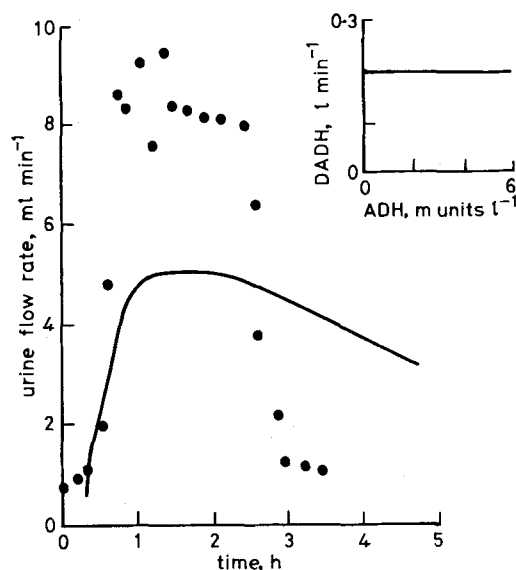 10
8
6
4
2
0
urine flow rate, ml min⁻¹
0 1 2 3 4 5
time, h
0·3
0
DADH, l min⁻¹
0 6
ADH, m units l⁻¹